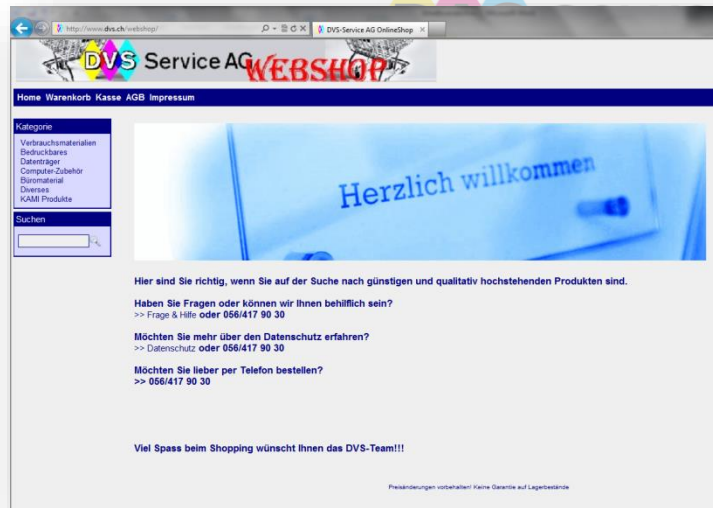 http://www.dvs.ch/webshop/
DVS-Service AG OnlineShop
DVS Service AG WEBSHOP
Home Warenkorb Kasse AGB Impressum
Kategorie
Verbrauchsmaterialien
Bedruckbares
Datenträger
Computer-Zubehör
Büromaterial
Diverses
KAMI Produkte
Suchen
Herzlich willkommen
Hier sind Sie richtig, wenn Sie auf der Suche nach günstigen und qualitativ hochstehenden Produkten sind.
Haben Sie Fragen oder können wir Ihnen behilflich sein?
>> Frage & Hilfe oder 056/417 90 30
Möchten Sie mehr über den Datenschutz erfahren?
>> Datenschutz oder 056/417 90 30
Möchten Sie lieber per Telefon bestellen?
>> 056/417 90 30
Viel Spass beim Shopping wünscht Ihnen das DVS-Team!!!
Preisänderungen vorbehalten! Keine Garantie auf Lagerbestände